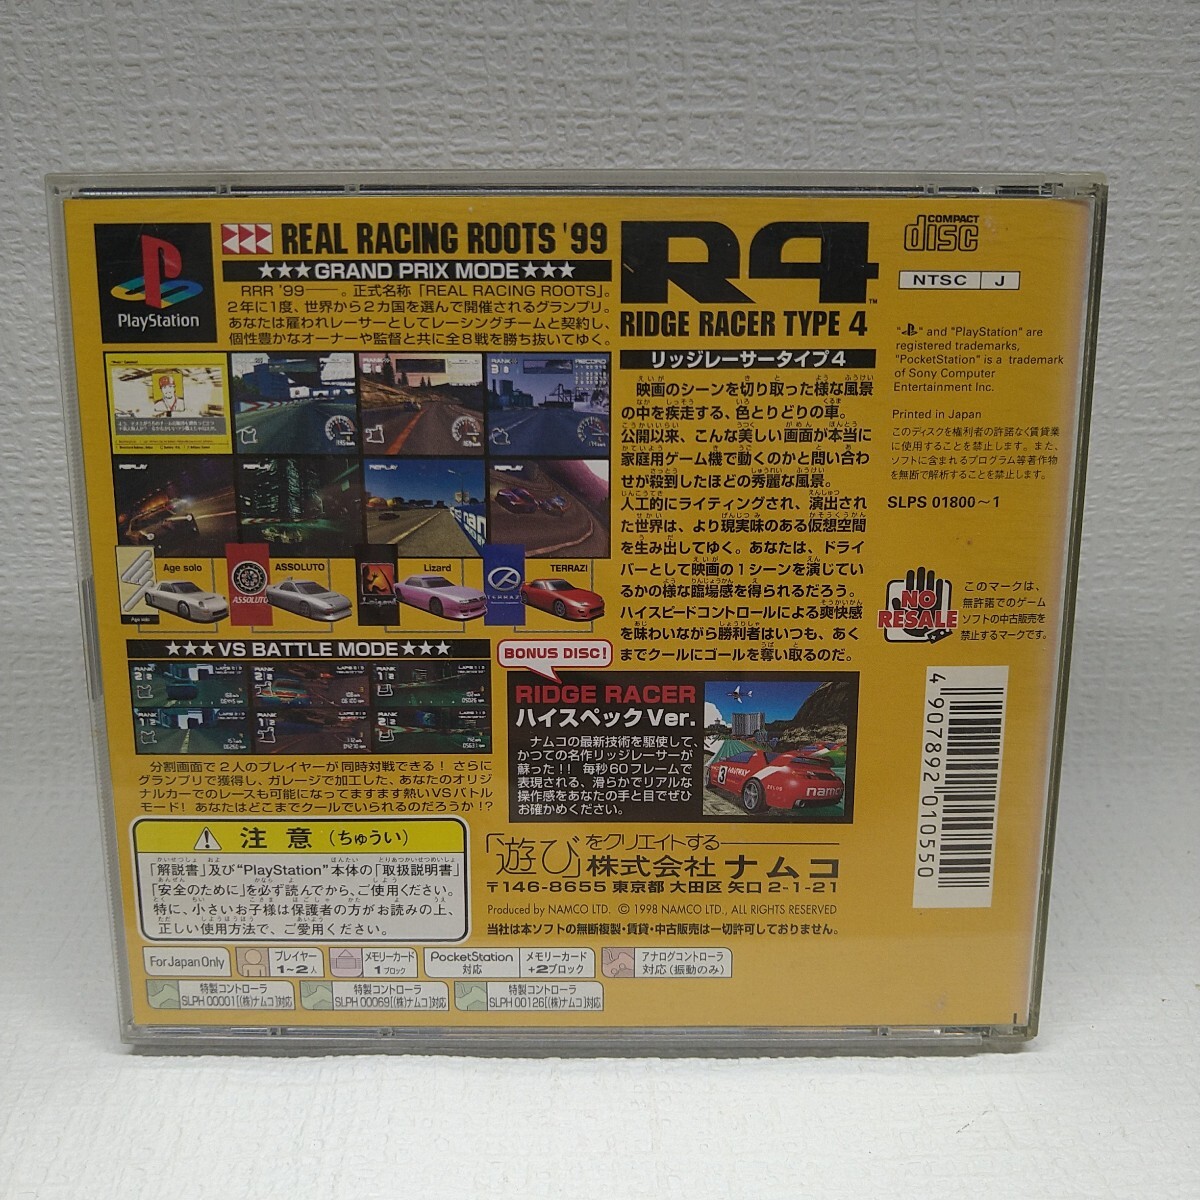 PlayStation
REAL RACING ROOTS '99
★★★GRAND PRIX MODE★★★
RRR '99――。正式名称「REAL RACING ROOTS」。
2年に1度、世界から2カ国を選んで開催されるグランプリ。
あなたは雇われレーサーとしてレーシングチームと契約し、
個性豊かなオーナーや監督と共に全8戦を勝ち抜いてゆく。
REPLAY
REPLAY
REPLAY
Age solo
ASSOLUTO
Lizard
TERRAZI
★★★VS BATTLE MODE★★★
分割画面で2人のプレイヤーが同時対戦できる! さらに
グランプリで獲得し、ガレージで加工した、あなたのオリジ
ナルカーでのレースも可能になってますます熱いVSバトル
モード! あなたはどこまでクールでいられるのだろうか!?
R4
™
RIDGE RACER TYPE 4
リッジレーサータイプ4
映画のシーンを切り取った様な風景
の中を疾走する、色とりどりの車。
公開以来、こんな美しい画面が本当に
家庭用ゲーム機で動くのかと問い合わ
せが殺到したほどの秀麗な風景。
人工的にライティングされ、演出され
た世界は、より現実味のある仮想空間
を生み出してゆく。あなたは、ドライ
バーとして映画の1シーンを演じてい
るかの様な臨場感を得られるだろう。
ハイスピードコントロールによる爽快感
を味わいながら勝利者はいつも、あく
までクールにゴールを奪い取るのだ。
BONUS DISC!
RIDGE RACER
ハイスペックVer.
ナムコの最新技術を駆使して、
かつての名作リッジレーサーが
蘇った!! 毎秒60フレームで
表現される、滑らかでリアルな
操作感をあなたの手と目でぜひ
お確かめください。
COMPACT
disc
NTSC J
"PS" and "PlayStation" are
registered trademarks,
"PocketStation" is a trademark
of Sony Computer
Entertainment Inc.
Printed in Japan
このディスクを権利者の許諾なく賃貸業
に使用することを禁止します。また、
ソフトに含まれるプログラム等著作物
を無断で解析することを禁止します。
SLPS 01800～1
NO
RESALE
このマークは、
無許諾でのゲーム
ソフトの中古販売を
禁止するマークです。
4 907892 010550
注意(ちゅうい)
「解説書」及び"PlayStation"本体の「取扱説明書」
「安全のために」を必ず読んでから、ご使用ください。
特に、小さいお子様は保護者の方がお読みの上、
正しい使用方法で、ご愛用ください。
「遊び」をクリエイトする――
株式会社ナムコ
〒146-8655 東京都 大田区 矢口 2-1-21
Produced by NAMCO LTD. © 1998 NAMCO LTD., ALL RIGHTS RESERVED
当社は本ソフトの無断複製・賃貸・中古販売は一切許可しておりません。
For Japan Only
プレイヤー
1～2人
メモリーカード
1ブロック
PocketStation
対応
メモリーカード
+2ブロック
アナログコントローラ
対応(振動のみ)
特製コントローラ
SLPH 00001[(株)ナムコ]対応
特製コントローラ
SLPH 00069[(株)ナムコ]対応
特製コントローラ
SLPH 00126[(株)ナムコ]対応